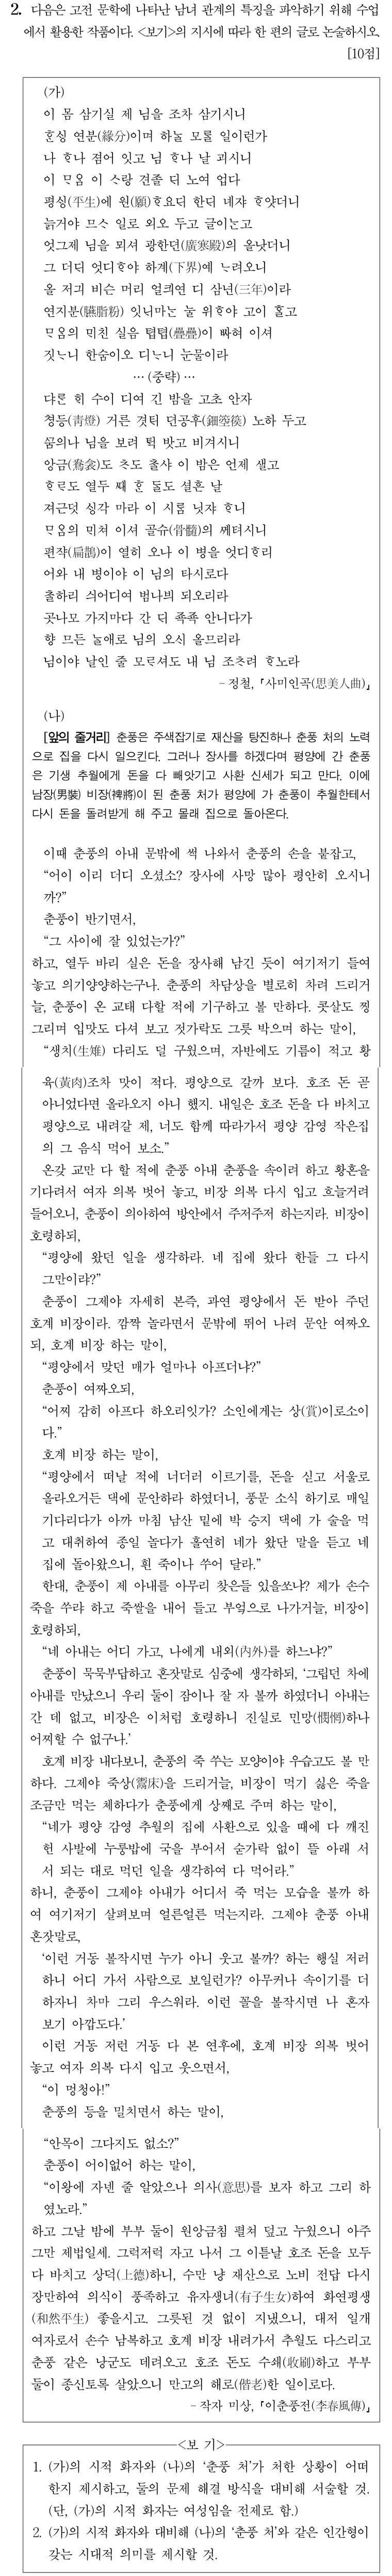 2. 다음은 고전 문학에 나타난 남녀 관계의 특징을 파악하기 위해 수업
에서 활용한 작품이다. <보기>의 지시에 따라 한 편의 글로 논술하시오.
[10점]
(가)
이 몸 삼기실 제 님을 조차 삼기시니
ᄒᆞᆫᄉᆡᆼ 연분(緣分)이며 하ᄂᆞᆯ 모ᄅᆞᆯ 일이런가
나 ᄒᆞ나 졈어 잇고 님 ᄒᆞ나 날 괴시니
이 ᄆᆞ음 이 ᄉᆞ랑 견졸 ᄃᆡ 노여 업다
평ᄉᆡᆼ(平生)애 원(願)ᄒᆞ요ᄃᆡ ᄒᆞᆫᄃᆡ 녜쟈 ᄒᆞ얏더니
늙거야 므스 일로 외오 두고 글이ᄂᆞᆫ고
엇그제 님을 뫼셔 광한뎐(廣寒殿)의 올낫더니
그 더ᄃᆡ 엇디ᄒᆞ야 하계(下界)예 ᄂᆞ려오니
올 저긔 비슨 머리 얼킈연 디 삼년(三年)이라
연지분(臙脂粉) 잇ᄂᆡ마ᄂᆞᆫ 눌 위ᄒᆞ야 고이 ᄒᆞᆯ고
ᄆᆞ음의 ᄆᆡ친 실음 텹텹(疊疊)이 ᄡᅡ혀 이셔
짓ᄂᆞ니 한숨이오 디ᄂᆞ니 눈물이라
… (중략) …
댜ᄅᆞᆫ ᄒᆡ 수이 디여 긴 밤을 고초 안자
쳥등(靑燈) 거른 겻ᄐᆡ 뎐공후(鈿箜篌) 노하 두고
ᄭᅮᆷ의나 님을 보려 ᄐᆞᆨ 밧고 비겨시니
앙금(鴦衾)도 ᄎᆞ도 출샤 이 밤은 언제 샐고
ᄒᆞᄅᆞ도 열두 ᄣᅢ ᄒᆞᆫ ᄃᆞᆯ도 셜흔 날
져근덧 ᄉᆡᆼ각 마라 이 시ᄅᆞᆷ 닛쟈 ᄒᆞ니
ᄆᆞ음의 ᄆᆡ쳐 이셔 골슈(骨髓)의 ᄭᅦ텨시니
편쟉(扁鵲)이 열히 오나 이 병을 엇디ᄒᆞ리
어와 내 병이야 이 님의 타시로다
ᄎᆞᆯ하리 싀어디여 범나븨 되오리라
곳나모 가지마다 간 ᄃᆡ 죡죡 안니다가
향 므든 ᄂᆞᆯ애로 님의 오ᄉᆡ 올므리라
님이야 날인 줄 모ᄅᆞ셔도 내 님 조ᄎᆞ려 ᄒᆞ노라
- 정철, 「사미인곡(思美人曲)」
(나)
[앞의 줄거리] 춘풍은 주색잡기로 재산을 탕진하나 춘풍 처의 노력
으로 집을 다시 일으킨다. 그러나 장사를 하겠다며 평양에 간 춘풍
은 기생 추월에게 돈을 다 빼앗기고 사환 신세가 되고 만다. 이에
남장(男裝) 비장(裨將)이 된 춘풍 처가 평양에 가 춘풍이 추월한테서
다시 돈을 돌려받게 해 주고 몰래 집으로 돌아온다.
이때 춘풍의 아내 문밖에 썩 나와서 춘풍의 손을 붙잡고,
“어이 이리 더디 오셨소? 장사에 사망 많아 평안히 오시니
까?”
춘풍이 반기면서,
“그 사이에 잘 있었는가?”
하고, 열두 바리 실은 돈을 장사해 남긴 듯이 여기저기 들여
놓고 의기양양하는구나. 춘풍의 차담상을 별로히 차려 드리거
늘, 춘풍이 온 교태 다할 적에 기구하고 볼 만하다. 콧살도 찡
그리며 입맛도 다셔 보고 젓가락도 그릇 박으며 하는 말이,
“생치(生雉) 다리도 덜 구웠으며, 자반에도 기름이 적고 황
육(黃肉)조차 맛이 적다. 평양으로 갈까 보다. 호조 돈 곧
아니었다면 올라오지 아니 했지. 내일은 호조 돈을 다 바치고
평양으로 내려갈 제, 너도 함께 따라가서 평양 감영 작은집
의 그 음식 먹어 보소.”
온갖 교만 다 할 적에 춘풍 아내 춘풍을 속이려 하고 황혼을
기다려서 여자 의복 벗어 놓고, 비장 의복 다시 입고 흐늘거려
들어오니, 춘풍이 의아하여 방안에서 주저주저 하는지라. 비장이
호령하되,
“평양에 왔던 일을 생각하라. 네 집에 왔다 한들 그 다시
그만이랴?”
춘풍이 그제야 자세히 본즉, 과연 평양에서 돈 받아 주던
호계 비장이라. 깜짝 놀라면서 문밖에 뛰어 나려 문안 여짜오
되, 호계 비장 하는 말이,
“평양에서 맞던 매가 얼마나 아프더냐?”
춘풍이 여짜오되,
“어찌 감히 아프다 하오리잇가? 소인에게는 상(賞)이로소이
다.”
호계 비장 하는 말이,
“평양에서 떠날 적에 너더러 이르기를, 돈을 싣고 서울로
올라오거든 댁에 문안하라 하였더니, 풍문 소식 하기로 매일
기다리다가 아까 마침 남산 밑에 박 승지 댁에 가 술을 먹
고 대취하여 종일 놀다가 홀연히 네가 왔단 말을 듣고 네
집에 돌아왔으니, 흰 죽이나 쑤어 달라.”
한대, 춘풍이 제 아내를 아무리 찾은들 있을쏘냐? 제가 손수
죽을 쑤랴 하고 죽쌀을 내어 들고 부엌으로 나가거늘, 비장이
호령하되,
“네 아내는 어디 가고, 나에게 내외(內外)를 하느냐?”
춘풍이 묵묵부답하고 혼잣말로 심중에 생각하되, ‘그립던 차에
아내를 만났으니 우리 둘이 잠이나 잘 자 볼까 하였더니 아내는
간 데 없고, 비장은 이처럼 호령하니 진실로 민망(憫惘)하나
어찌할 수 없구나.’
호계 비장 내다보니, 춘풍의 죽 쑤는 모양이야 우습고도 볼 만
하다. 그제야 죽상(粥床)을 드리거늘, 비장이 먹기 싫은 죽을
조금만 먹는 체하다가 춘풍에게 상째로 주며 하는 말이,
“네가 평양 감영 추월의 집에 사환으로 있을 때에 다 깨진
헌 사발에 누룽밥에 국을 부어서 숟가락 없이 뜰 아래 서
서 되는 대로 먹던 일을 생각하여 다 먹어라.”
하니, 춘풍이 그제야 아내가 어디서 죽 먹는 모습을 볼까 하
여 여기저기 살펴보며 얼른얼른 먹는지라. 그제야 춘풍 아내
혼잣말로,
‘이런 거동 볼작시면 누가 아니 웃고 볼까? 하는 행실 저러
하니 어디 가서 사람으로 보일런가? 아무커나 속이기를 더
하자니 차마 그리 우스워라. 이런 꼴을 볼작시면 나 혼자
보기 아깝도다.’
이런 거동 저런 거동 다 본 연후에, 호계 비장 의복 벗어
놓고 여자 의복 다시 입고 웃으면서,
“이 멍청아!”
춘풍의 등을 밀치면서 하는 말이,
“안목이 그다지도 없소?”
춘풍이 어이없어 하는 말이,
“이왕에 자넨 줄 알았으나 의사(意思)를 보자 하고 그리 하
였노라.”
하고 그날 밤에 부부 둘이 원앙금침 펼쳐 덮고 누웠으니 아주
그만 제법일세. 그럭저럭 자고 나서 그 이튿날 호조 돈을 모두
다 바치고 상덕(上德)하니, 수만 냥 재산으로 노비 전답 다시
장만하여 의식이 풍족하고 유자생녀(有子生女)하여 화연평생
(和然平生) 좋을시고. 그릇된 것 없이 지냈으니, 대저 일개
여자로서 손수 남복하고 호계 비장 내려가서 추월도 다스리고
춘풍 같은 낭군도 데려오고 호조 돈도 수쇄(收刷)하고 부부
둘이 종신토록 살았으니 만고의 해로(偕老)한 일이로다.
- 작자 미상, 「이춘풍전(李春風傳)」
<보 기>
1. (가)의 시적 화자와 (나)의 ‘춘풍 처’가 처한 상황이 어떠
한지 제시하고, 둘의 문제 해결 방식을 대비해 서술할 것.
(단, (가)의 시적 화자는 여성임을 전제로 함.)
2. (가)의 시적 화자와 대비해 (나)의 ‘춘풍 처’와 같은 인간형이
갖는 시대적 의미를 제시할 것.